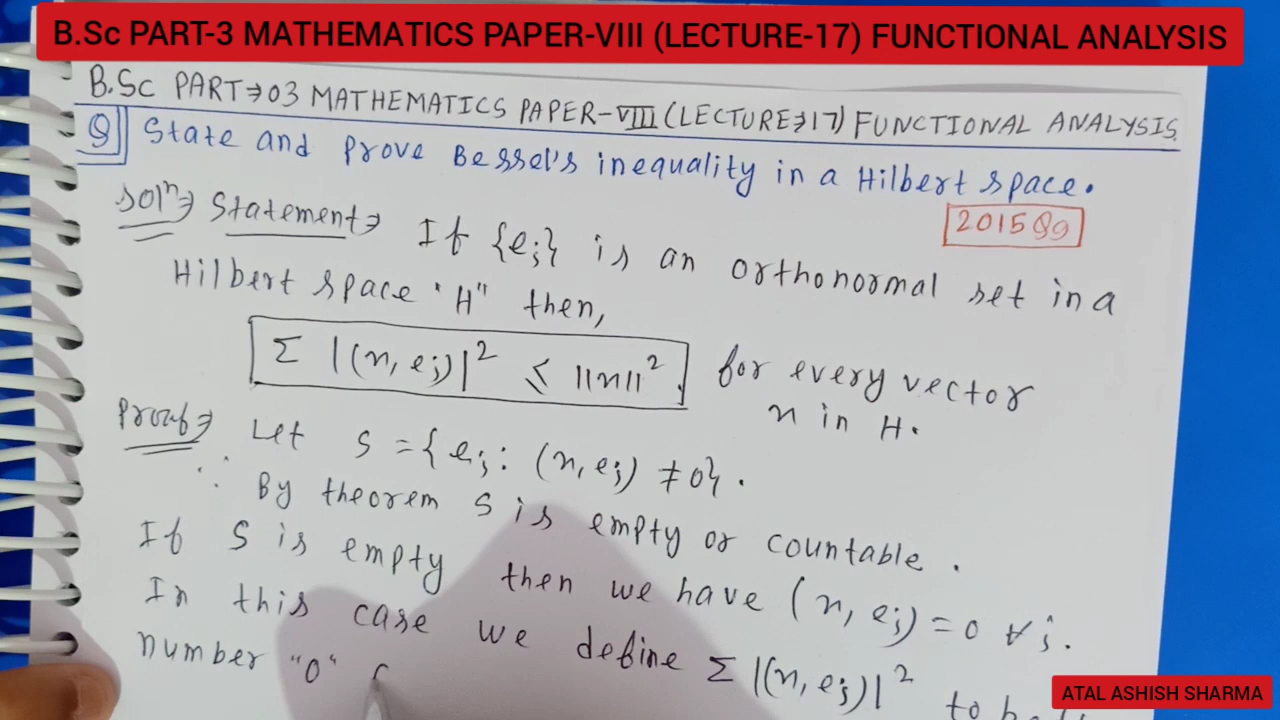 B.Sc PART-3 MATHEMATICS PAPER-VIII (LECTURE-17) FUNCTIONAL ANALYSIS
B.Sc PART⇒03 MATHEMATICS PAPER-VIII (LECTURE⇒17) FUNCTIONAL ANALYSIS
Q State and Prove Bessel's inequality in a Hilbert space.
2015 Q9
Solⁿ⇒ Statement⇒ If {ei} is an orthonormal set in a
Hilbert space "H" then,
Σ |(x, ei)|² ≤ ||x||². for every vector
x in H.
Proof⇒ Let S = {ei : (x, ei) ≠ 0}.
∴ By theorem S is empty or countable.
If S is empty then we have (x, ei) = 0 ∀ i.
In this case we define Σ |(x, ei)|² to
number "0"
ATAL ASHISH SHARMA